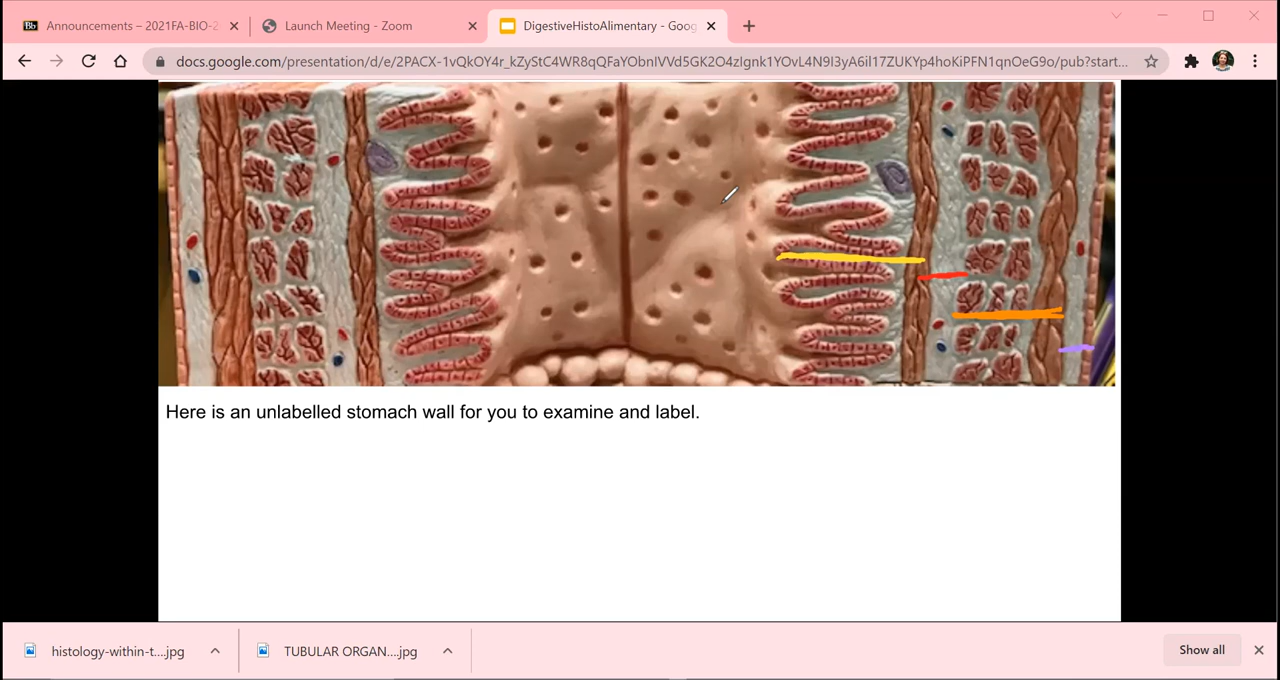 Bb Announcements – 2021FA-BIO-2
Launch Meeting - Zoom
DigestiveHistoAlimentary - Goog
docs.google.com/presentation/d/e/2PACX-1vQkOY4r_kZyStC4WR8qQFaYObnIVVd5GK2O4zIgnk1YOvL4N9I3yA6iI17ZUKYp4hoKiPFN1qnOeG9o/pub?start...
Here is an unlabelled stomach wall for you to examine and label.
histology-within-t....jpg
TUBULAR ORGAN....jpg
Show all